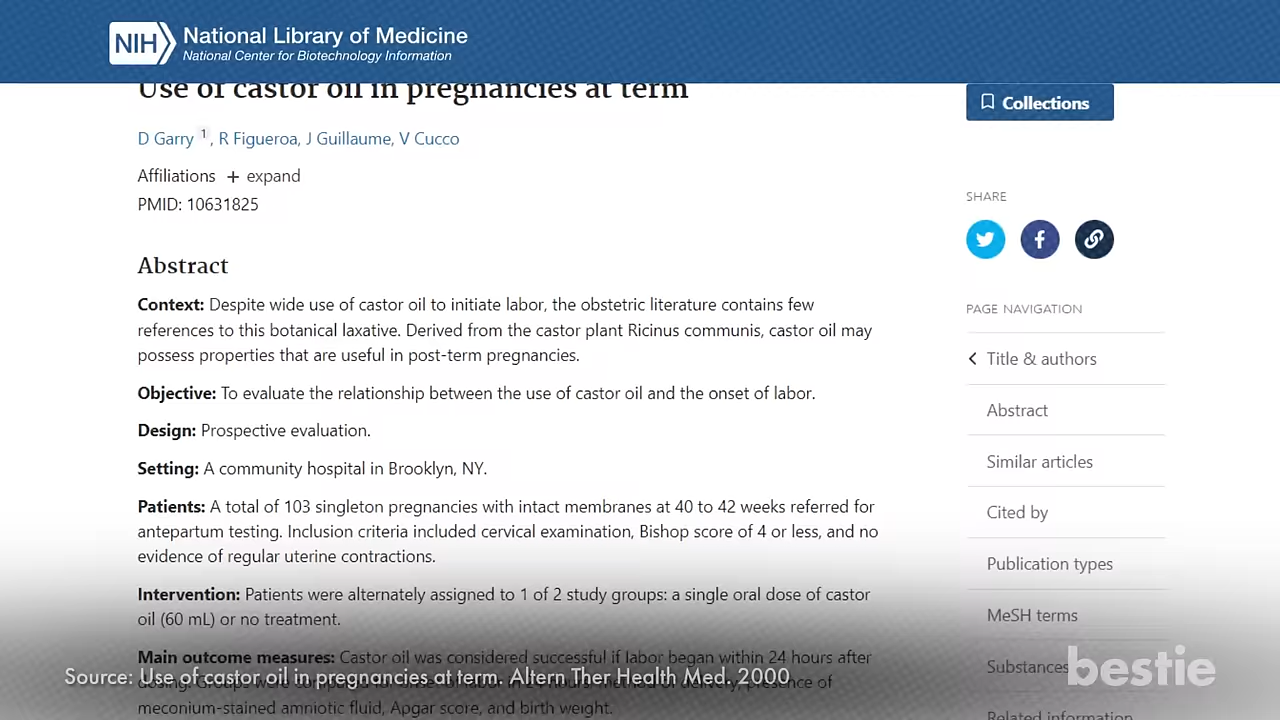 NIH
National Library of Medicine
National Center for Biotechnology Information
Use of castor oil in pregnancies at term
D Garry 1, R Figueroa, J Guillaume, V Cucco
Affiliations + expand
PMID: 10631825
Abstract
Context: Despite wide use of castor oil to initiate labor, the obstetric literature contains few
references to this botanical laxative. Derived from the castor plant Ricinus communis, castor oil may
possess properties that are useful in post-term pregnancies.
Objective: To evaluate the relationship between the use of castor oil and the onset of labor.
Design: Prospective evaluation.
Setting: A community hospital in Brooklyn, NY.
Patients: A total of 103 singleton pregnancies with intact membranes at 40 to 42 weeks referred for
antepartum testing. Inclusion criteria included cervical examination, Bishop score of 4 or less, and no
evidence of regular uterine contractions.
Intervention: Patients were alternately assigned to 1 of 2 study groups: a single oral dose of castor
oil (60 mL) or no treatment.
Main outcome measures: Castor oil was considered successful if labor began within 24 hours after
presence of
meconium-stained amniotic fluid, Apgar score, and birth weight.
Source: Use of castor oil in pregnancies at term. Altern Ther Health Med. 2000
Collections
SHARE
PAGE NAVIGATION
< Title & authors
Abstract
Similar articles
Cited by
Publication types
MeSH terms
Substances
Related information
bestie